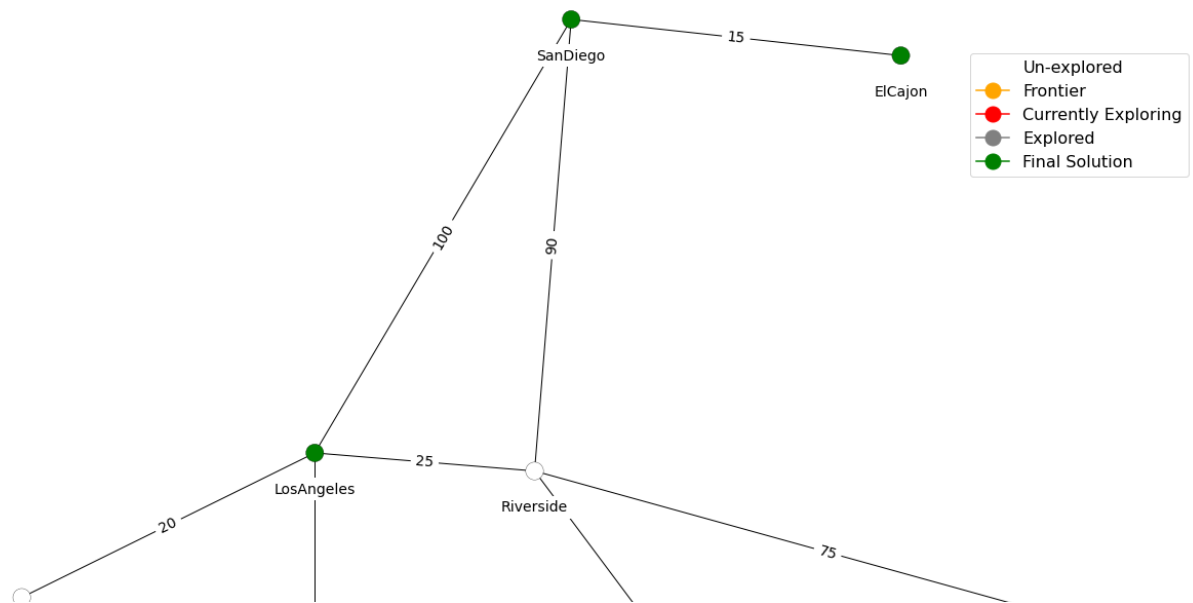 SanDiego
15
ElCajon
Un-explored
Frontier
Currently Exploring
Explored
Final Solution
100
90
25
LosAngeles
Riverside
20
75